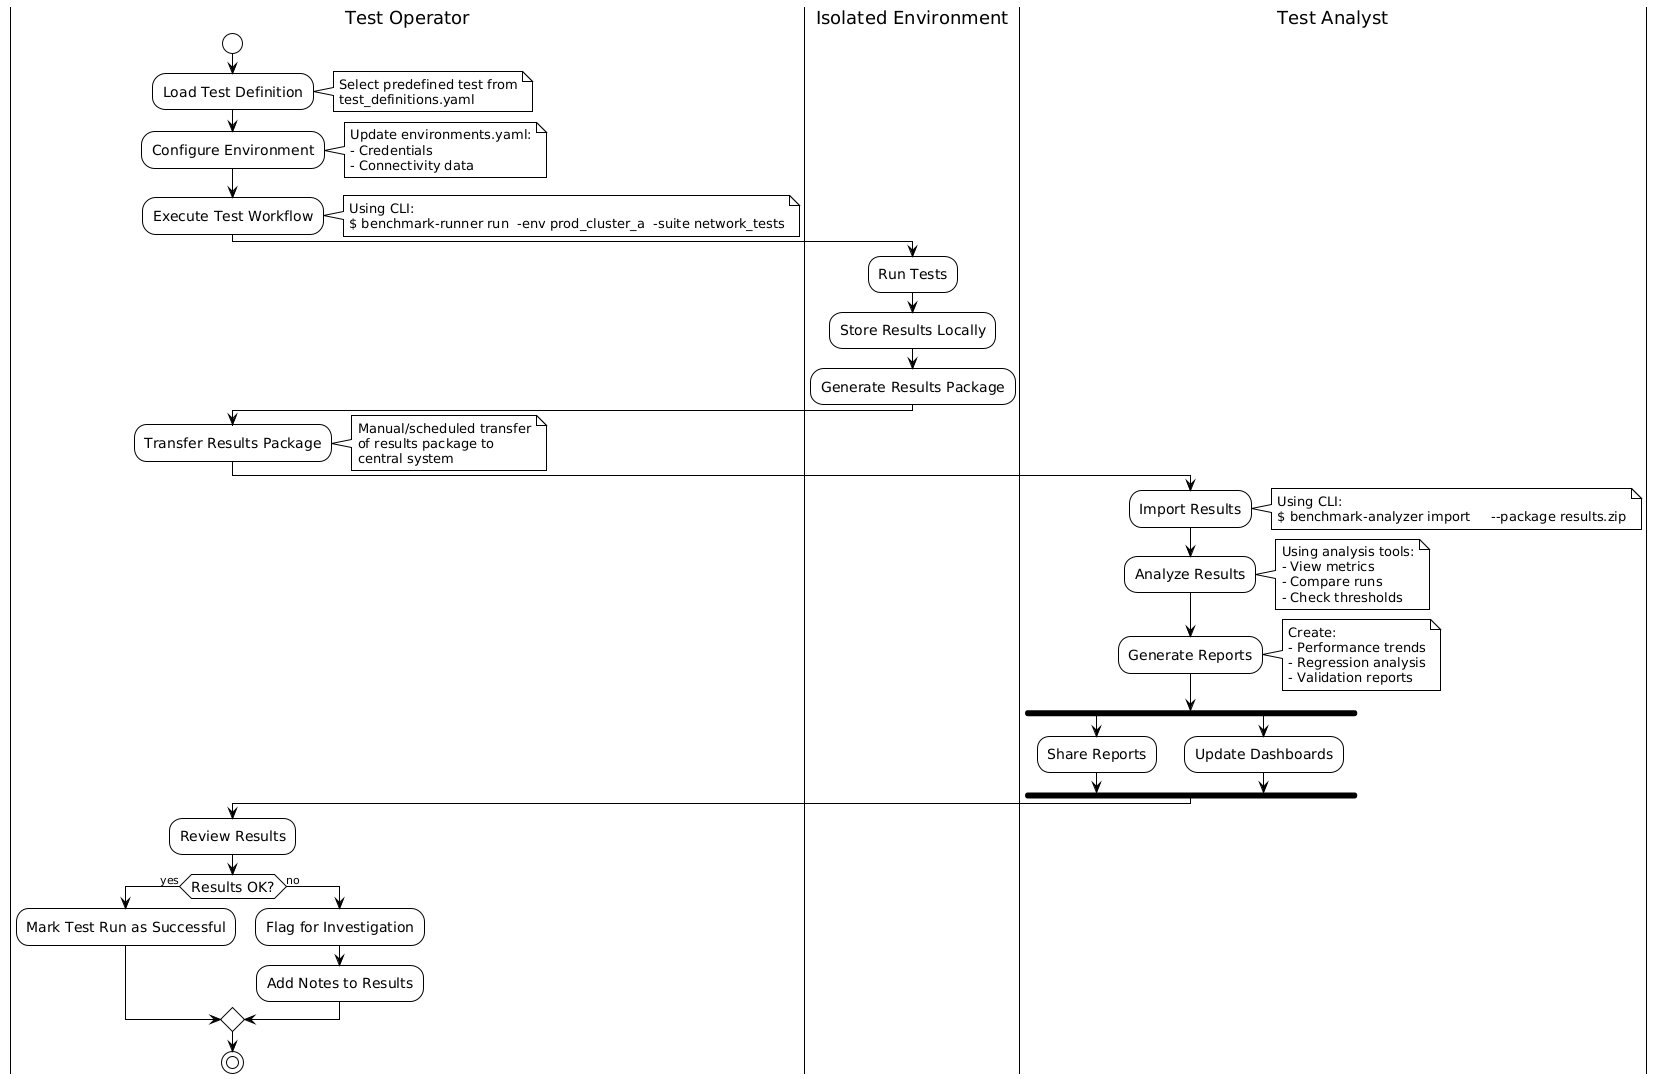 Test Operator
Isolated Environment
Test Analyst
Load Test Definition
Select predefined test from
test_definitions.yaml
Configure Environment
Update environments.yaml:
- Credentials
- Connectivity data
Execute Test Workflow
Using CLI:
$ benchmark-runner run  -env prod_cluster_a  -suite network_tests
Run Tests
Store Results Locally
Generate Results Package
Transfer Results Package
Manual/scheduled transfer
of results package to
central system
Import Results
Using CLI:
$ benchmark-analyzer import     --package results.zip
Analyze Results
Using analysis tools:
- View metrics
- Compare runs
- Check thresholds
Generate Reports
Create:
- Performance trends
- Regression analysis
- Validation reports
Share Reports
Update Dashboards
Review Results
yes
Results OK?
no
Mark Test Run as Successful
Flag for Investigation
Add Notes to Results